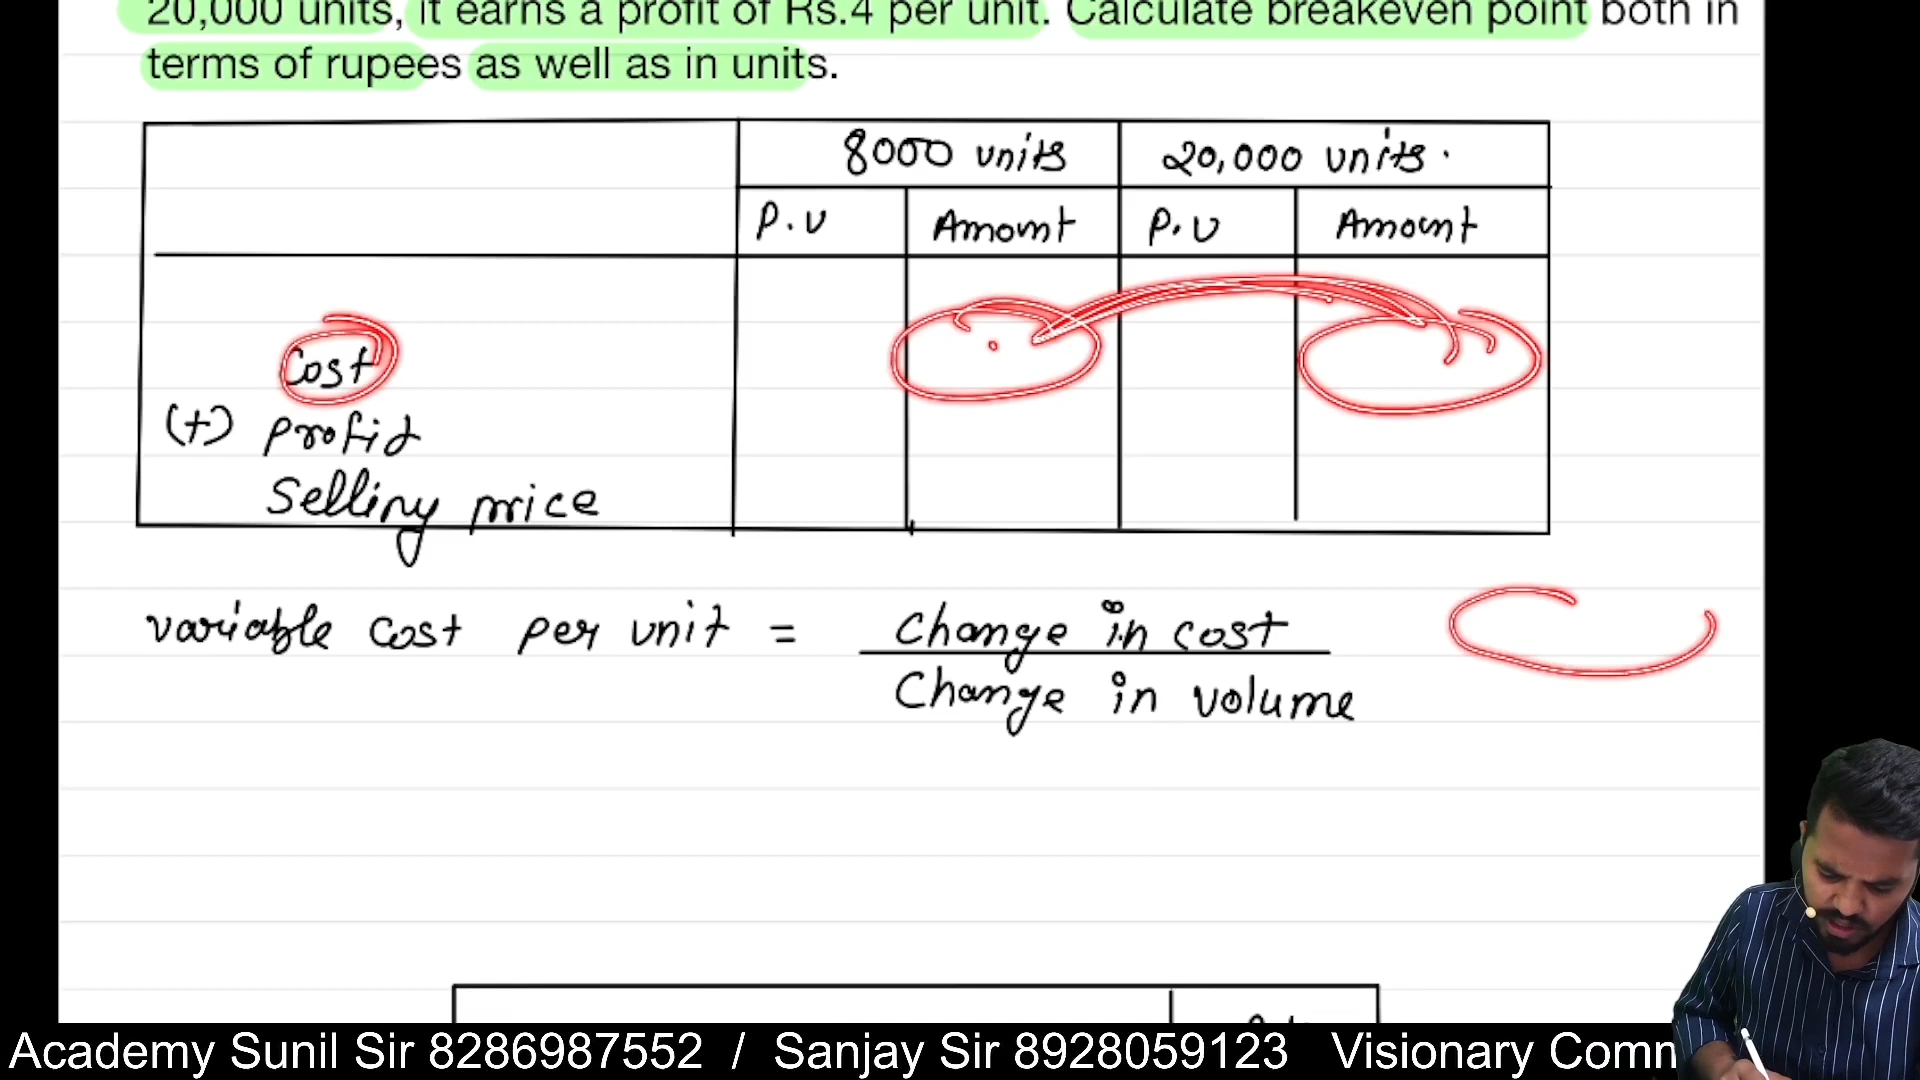 20,000 units, it earns a profit of Rs.4 per unit. Calculate breakeven point both in
terms of rupees as well as in units.
8000 units 20,000 units.
P.U Amount P.U Amount
Cost
(+) profit
Selling price
variable cost per unit = Change in cost
Change in volume
Academy Sunil Sir 8286987552 / Sanjay Sir 8928059123 Visionary Comm